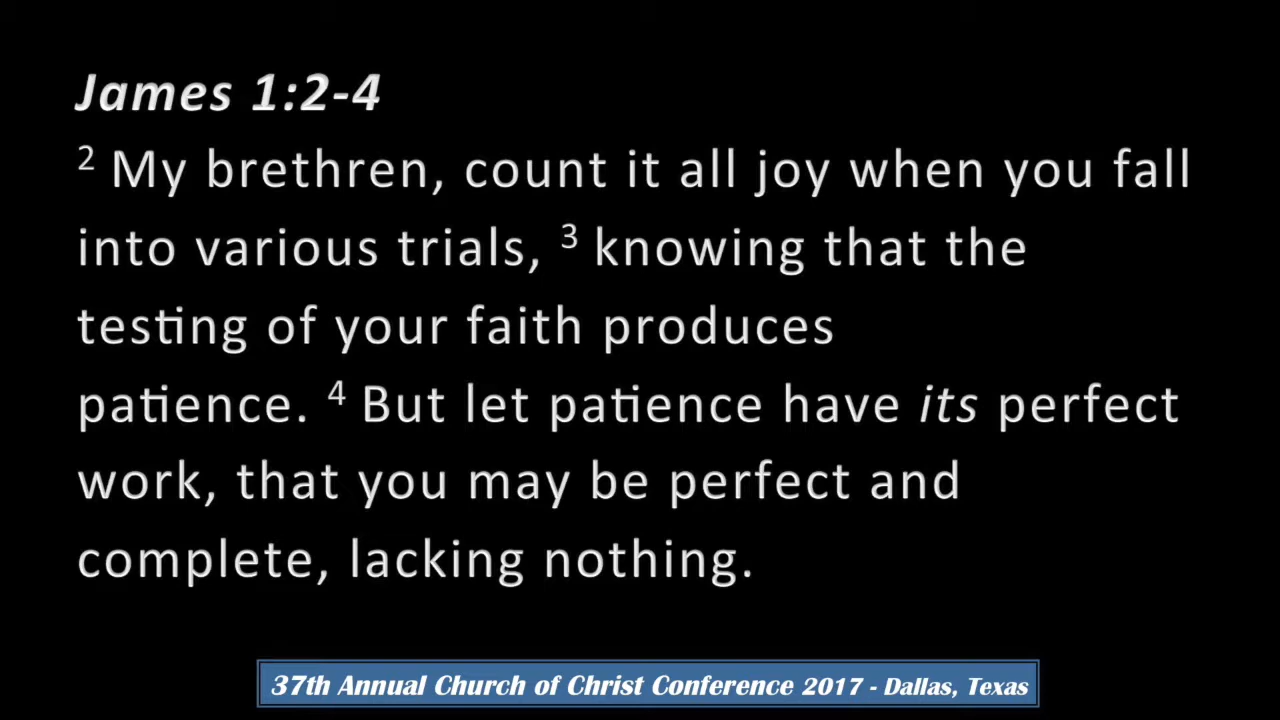 James 1:2-4
2 My brethren, count it all joy when you fall
into various trials, 3 knowing that the
testing of your faith produces
patience. 4 But let patience have its perfect
work, that you may be perfect and
complete, lacking nothing.
37th Annual Church of Christ Conference 2017 - Dallas, Texas